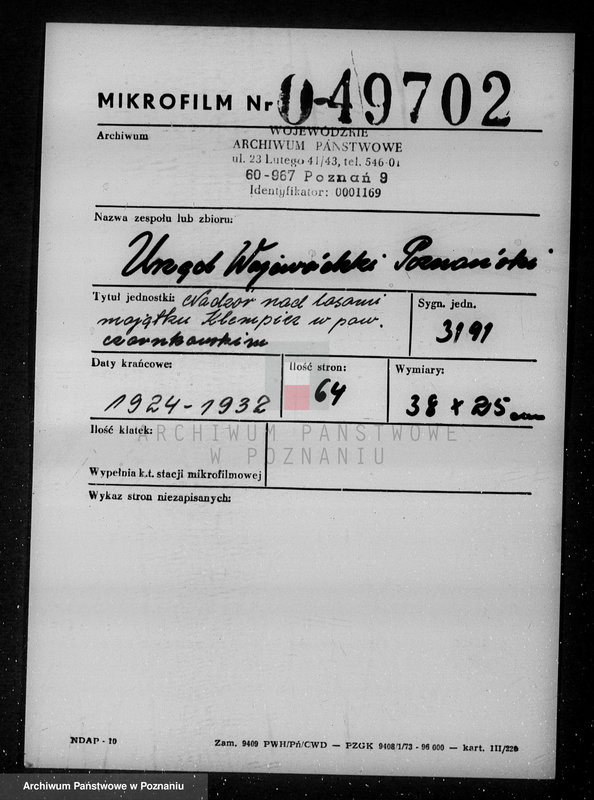 MIKROFILM Nr 0-49702
Archiwum
WOJEWÓDZKIE
ARCHIWUM PAŃSTWOWE
ul. 23 Lutego 41/43, tel. 546-01
60-967 Poznań 9
Identyfikator: 0001169
Nazwa zespołu lub zbioru:
Urząd Wojewódzki Poznański
Tytuł jednostki: Nadzór nad lasami
majątku Klempicz w pow.
czarnkowskim
Sygn. jedn.
3191
Daty krańcowe:
1924-1932
Ilość stron:
64
Wymiary:
38 x 25 cm
Ilość klatek:
ARCHIWUM PAŃSTWOWE
W POZNANIU
Wypełnia k.t. stacji mikrofilmowej
Wykaz stron niezapisanych:
NDAP - 10
Zam. 9409 PWH/Pń/CWD — PZGK 9408/1/73 - 96 000 — kart. III/220
Archiwum Państwowe w Poznaniu